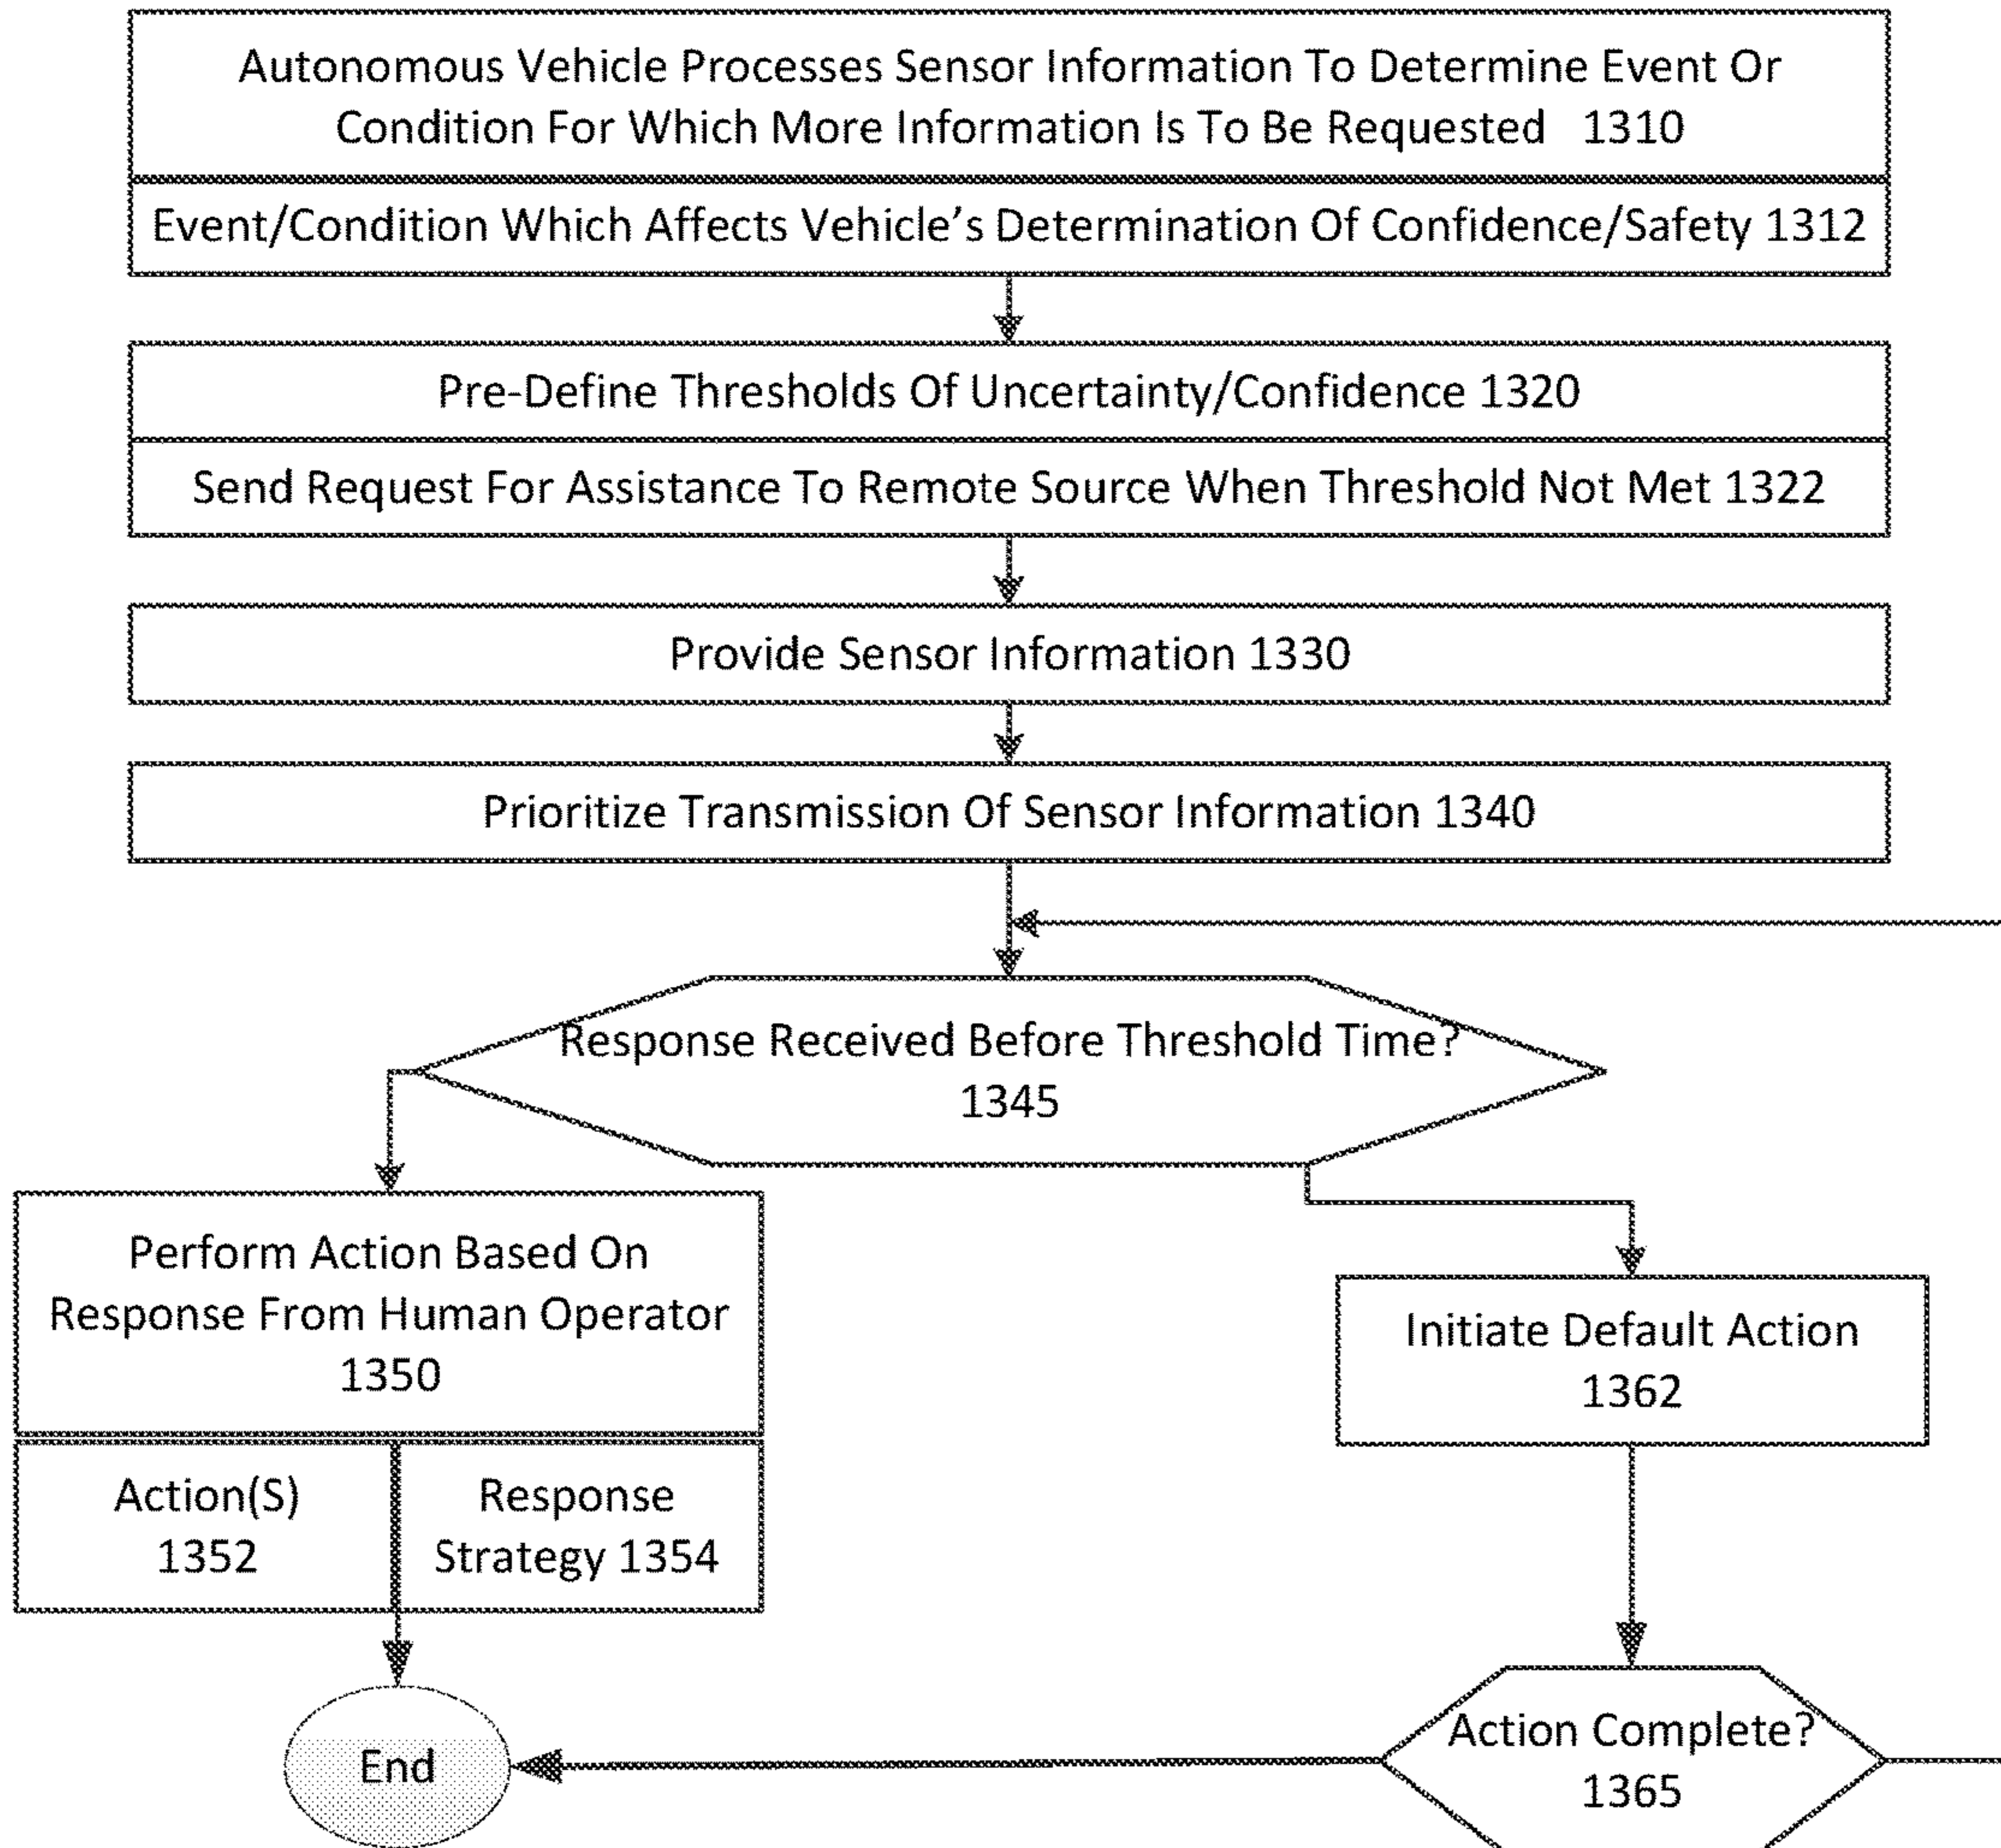 Autonomous Vehicle Processes Sensor Information To Determine Event Or
Condition For Which More Information Is To Be Requested 1310
Event/Condition Which Affects Vehicle’s Determination Of Confidence/Safety 1312
Pre-Define Thresholds Of Uncertainty/Confidence 1320
Send Request For Assistance To Remote Source When Threshold Not Met 1322
Provide Sensor Information 1330
Prioritize Transmission Of Sensor Information 1340
Response Received Before Threshold Time?
1345
Perform Action Based On
Response From Human Operator
1350
Action(S)
1352
Response
Strategy 1354
Initiate Default Action
1362
Action Complete?
1365
End